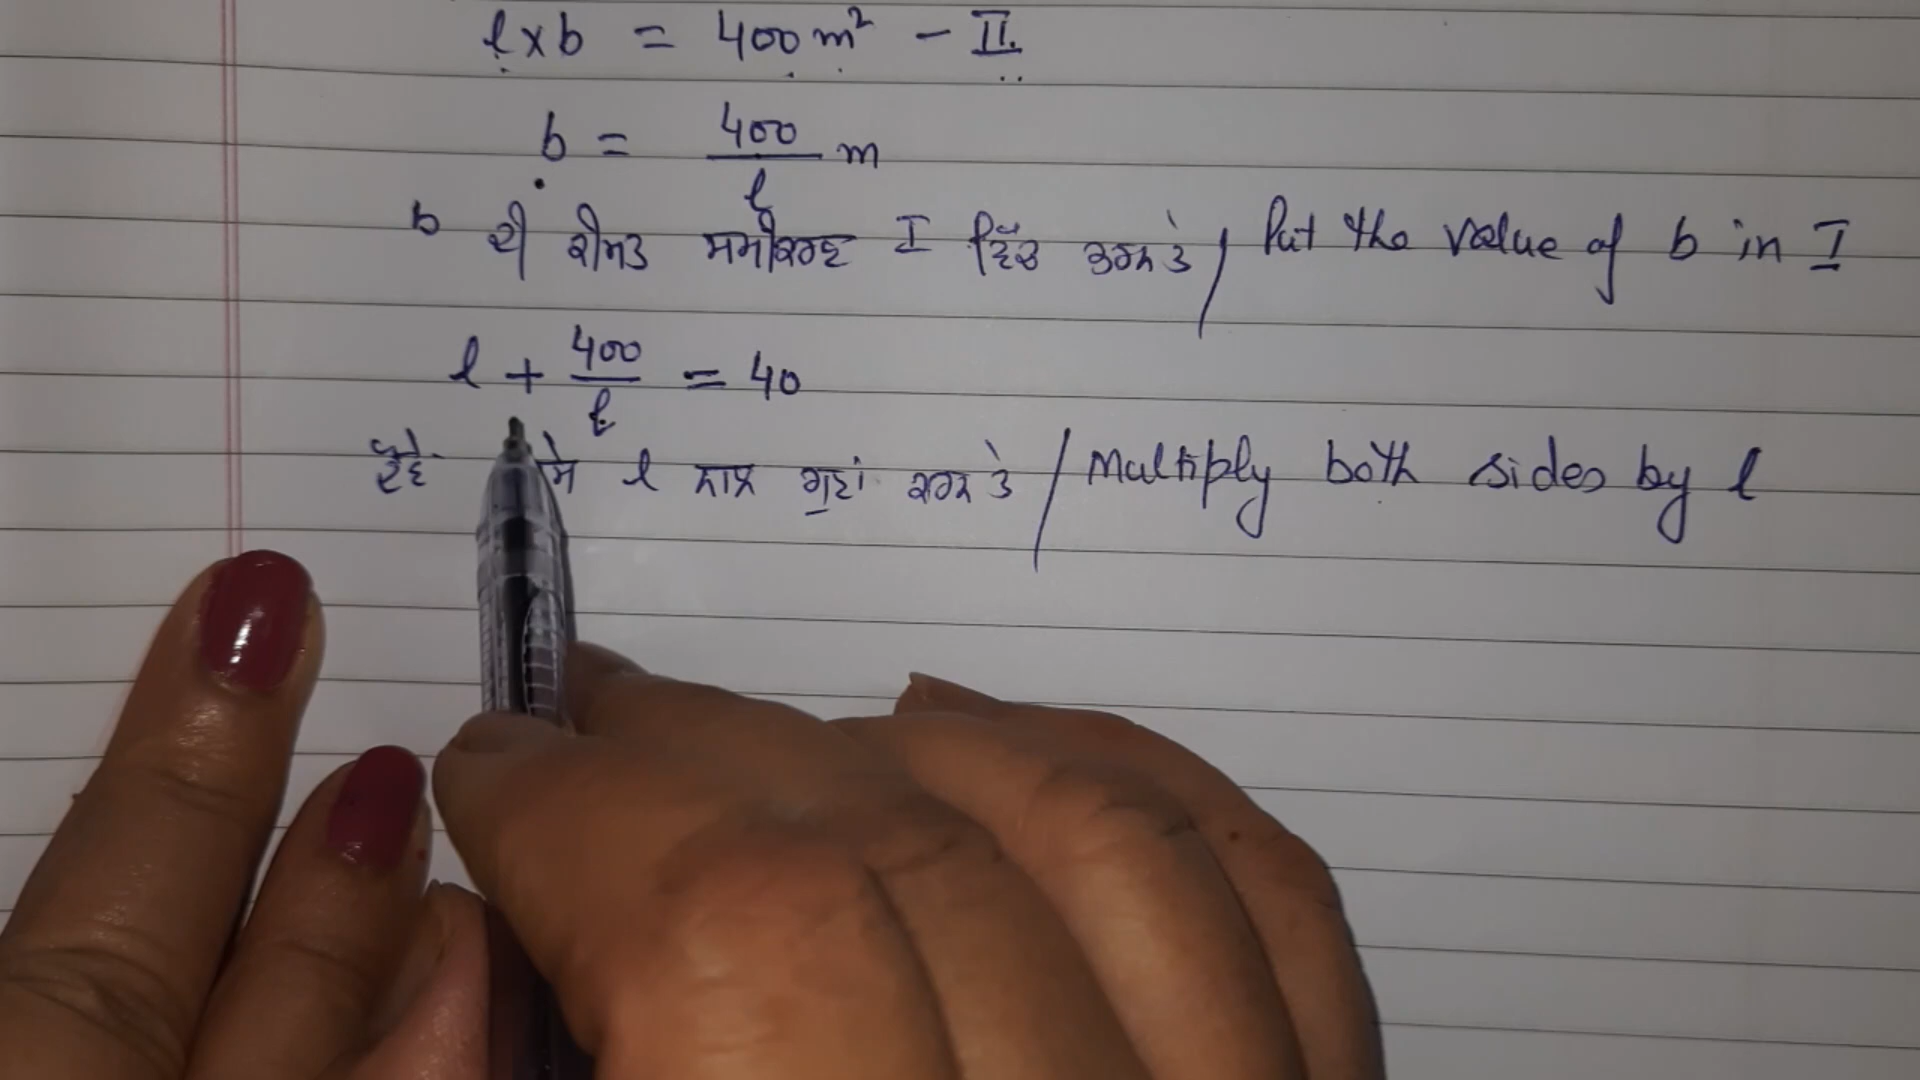 l x b = 400 m² - II.
b = 400/l m
b ਦੀ ਕੀਮਤ ਸਮੀਕਰਣ I ਵਿੱਚ ਭਰਨ ਤੇ / Put the value of b in I
l + 400/l = 40
l ਨਾਲ ਗੁਣਾਂ ਕਰਨ ਤੇ / Multiply both sides by l